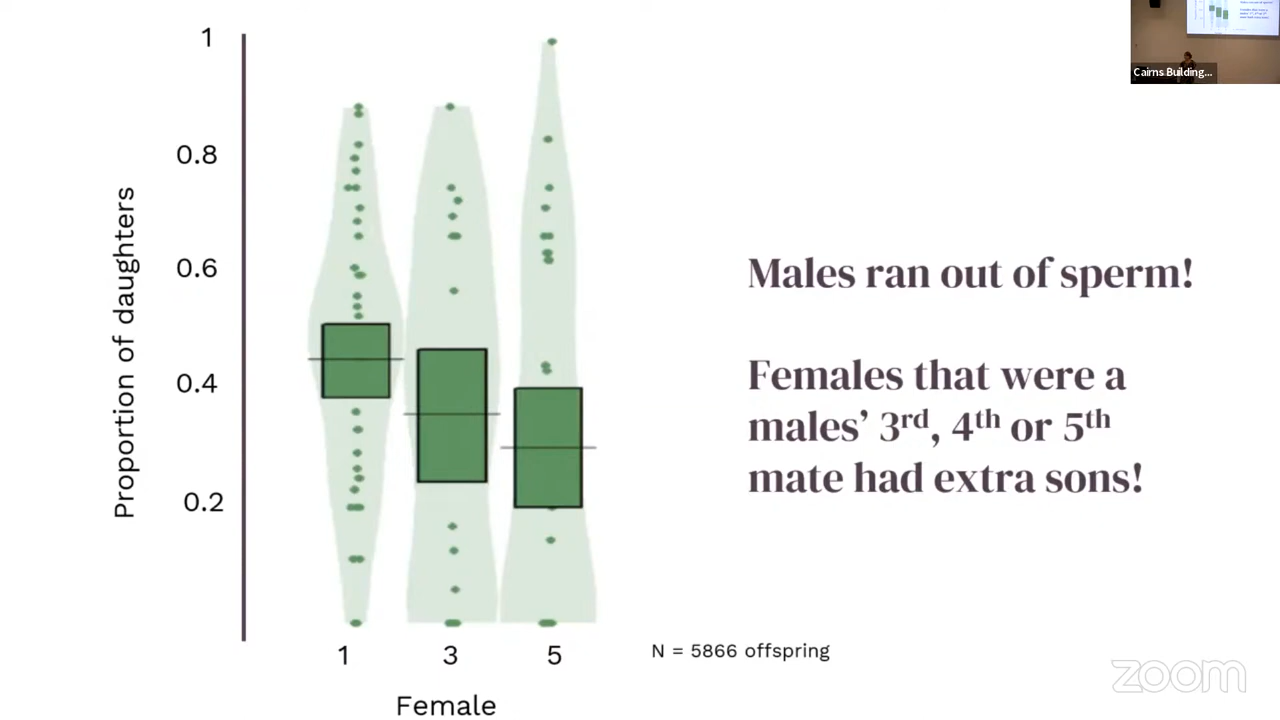 Cairns Building...
1
0.8
0.6
0.4
0.2
Proportion of daughters
1 3 5
Female
N = 5866 offspring
Males ran out of sperm!
Females that were a
males’ 3rd, 4th or 5th
mate had extra sons!
zoom